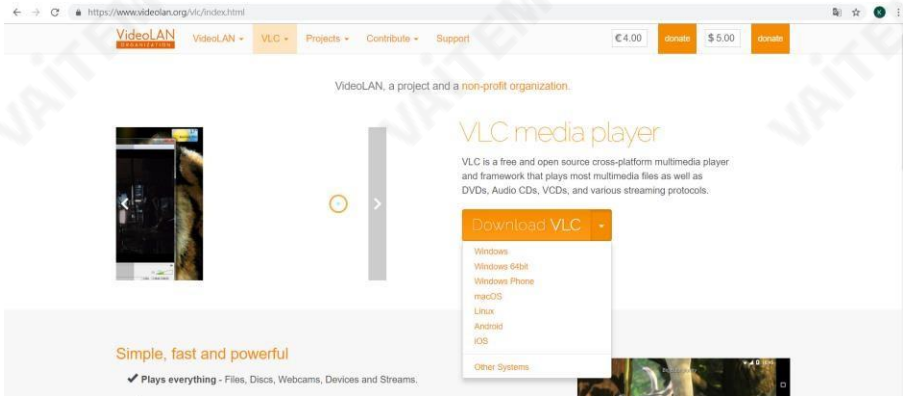 https://www.videolan.org/vlc/index.html
VideoLAN
ORGANIZATION
VideoLAN VLC Projects Contribute Support € 4.00 donate $ 5.00 donate
VideoLAN, a project and a non-profit organization.
VLC media player
VLC is a free and open source cross-platform multimedia player
and framework that plays most multimedia files as well as
DVDs, Audio CDs, VCDs, and various streaming protocols.
Download VLC
Windows
Windows 64bit
Windows Phone
macOS
Linux
Android
iOS
Other Systems
Simple, fast and powerful
✔ Plays everything - Files, Discs, Webcams, Devices and Streams.
K
VAITEM